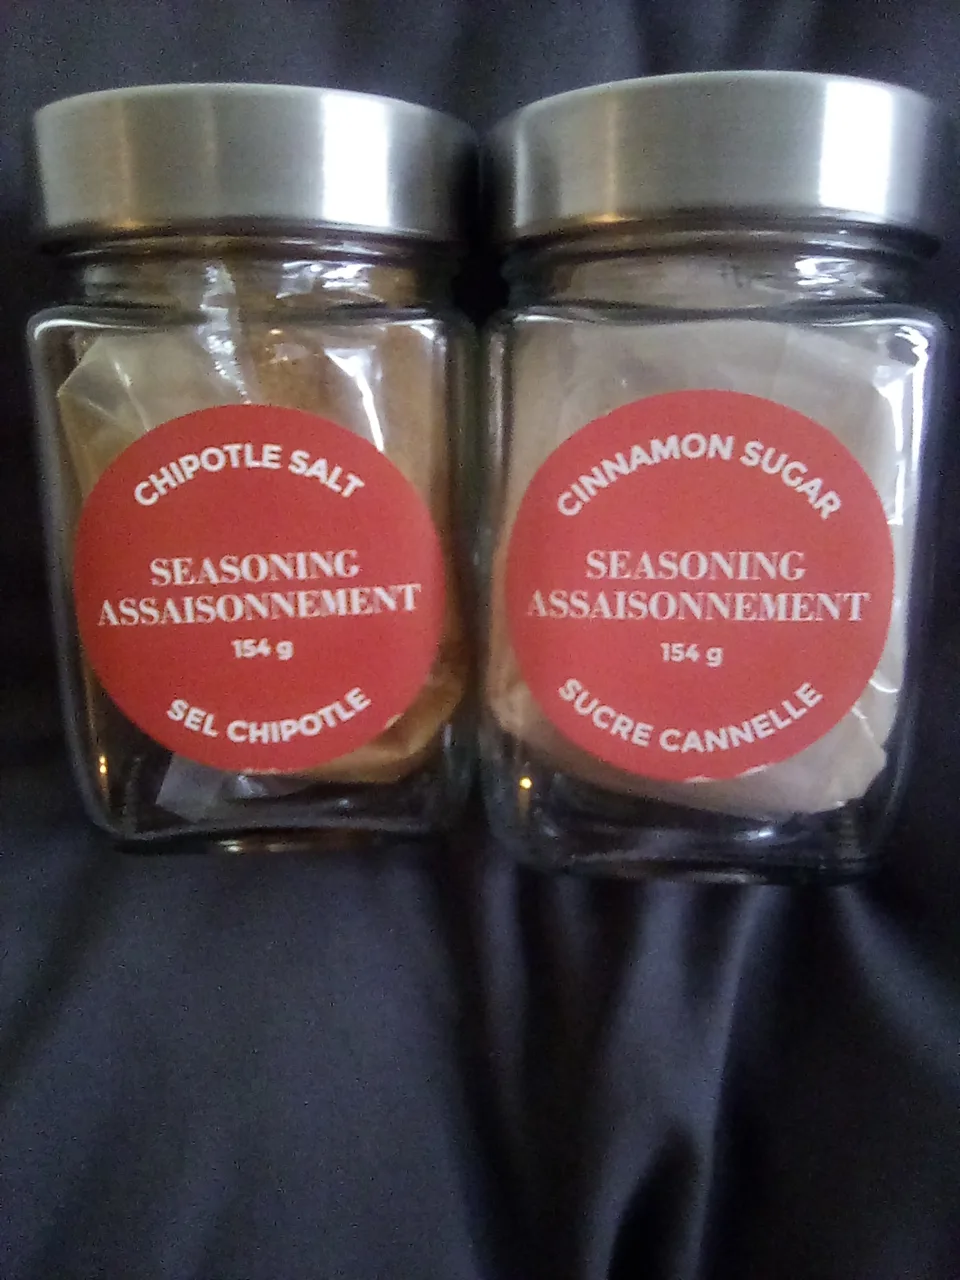 CHIPOTLE SALT
SEASONING
ASSAISONNEMENT
154 g
SEL CHIPOTLE
CINNAMON SUGAR
SEASONING
ASSAISONNEMENT
154 g
SUCRE CANNELLE